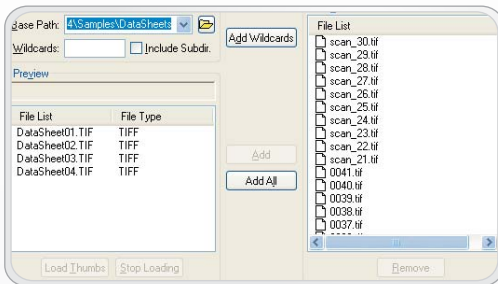 Base Path: 4\Samples\DataSheets
Wildcards:
Include Subdir.
Preview
File List File Type
DataSheet01.TIF TIFF
DataSheet02.TIF TIFF
DataSheet03.TIF TIFF
DataSheet04.TIF TIFF
Load Thumbs Stop Loading
Add Wildcards
Add
Add All
File List
scan_30.tif
scan_29.tif
scan_28.tif
scan_27.tif
scan_26.tif
scan_25.tif
scan_24.tif
scan_23.tif
scan_22.tif
scan_21.tif
0041.tif
0040.tif
0039.tif
0038.tif
0037.tif
Remove